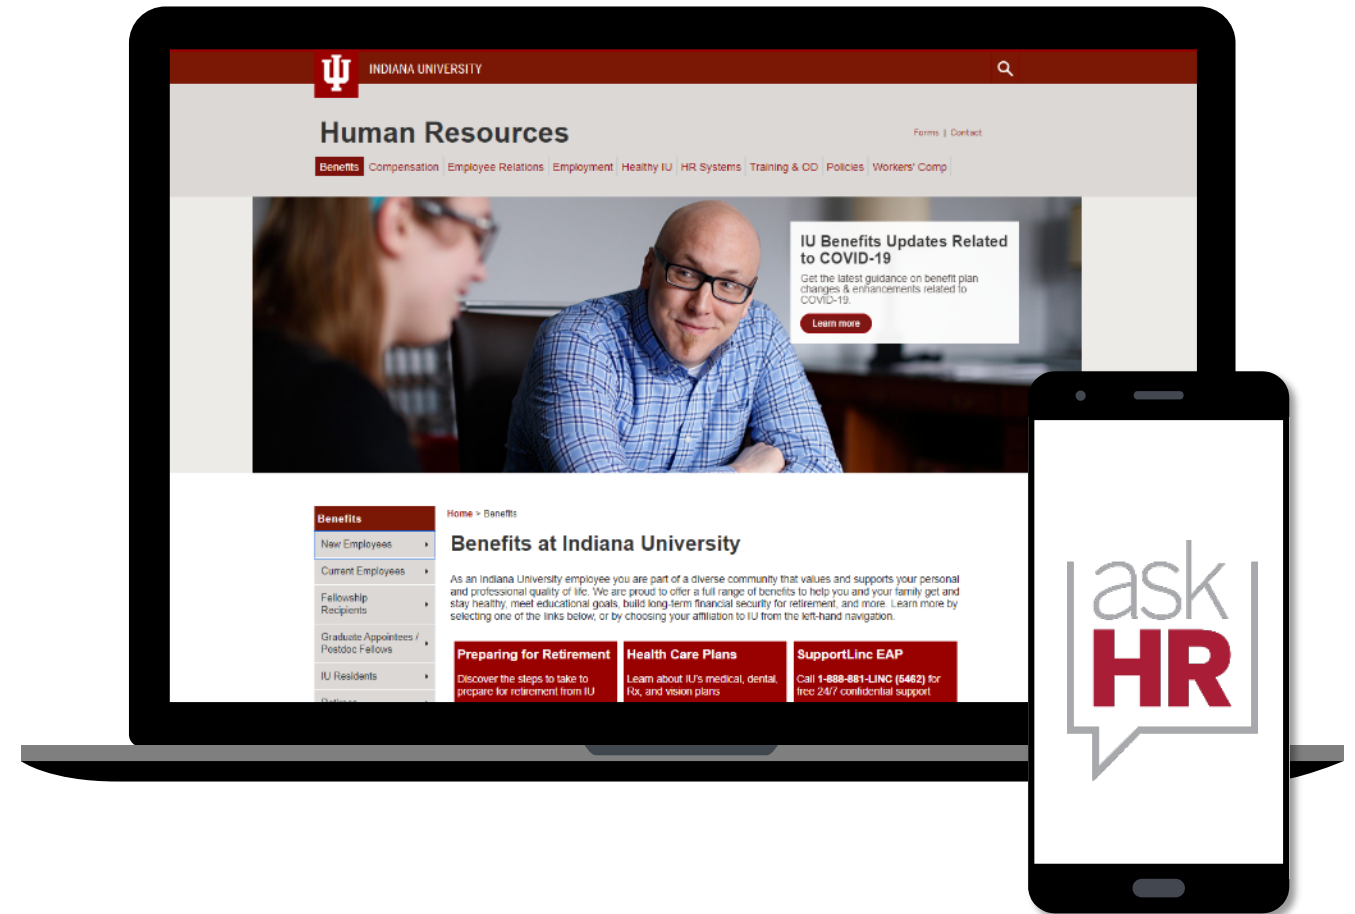 INDIANA UNIVERSITY
Human Resources
Forms | Contact
Benefits Compensation Employee Relations Employment Healthy IU HR Systems Training & OD Policies Workers' Comp
IU Benefits Updates Related
to COVID-19
Get the latest guidance on benefit plan
changes & enhancements related to
COVID-19.
Learn more
Benefits
New Employees
Current Employees
Fellowship
Recipients
Graduate Appointees /
Postdoc Fellows
IU Residents
Retirees
Home > Benefits
Benefits at Indiana University
As an Indiana University employee you are part of a diverse community that values and supports your personal
and professional quality of life. We are proud to offer a full range of benefits to help you and your family get and
stay healthy, meet educational goals, build long-term financial security for retirement, and more. Learn more by
selecting one of the links below, or by choosing your affiliation to IU from the left-hand navigation.
Preparing for Retirement
Discover the steps to take to
prepare for retirement from IU
Health Care Plans
Learn about IU's medical, dental,
Rx, and vision plans
SupportLinc EAP
Call 1-888-881-LINC (5462) for
free 24/7 confidential support
ask
HR